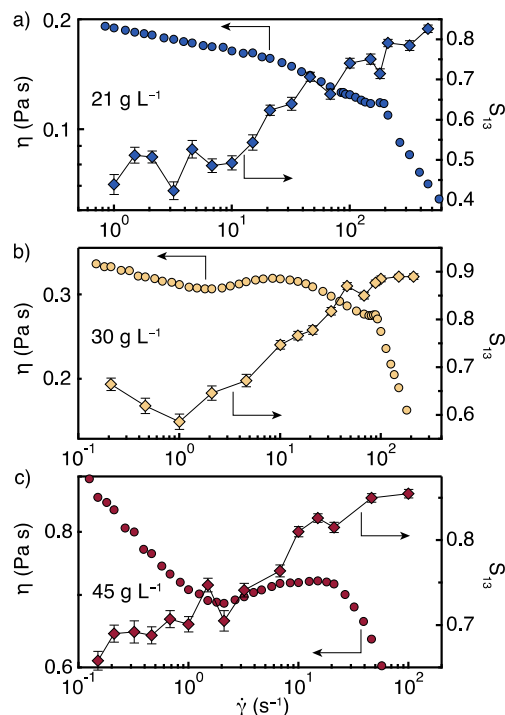 a)
0.2
0.1
η (Pa s)
21 g L⁻¹
0.8
0.7
0.6
0.5
0.4
S₁₃
10⁰ 10¹ 10²
b)
0.3
0.2
η (Pa s)
30 g L⁻¹
0.9
0.8
0.7
0.6
S₁₃
10⁻¹ 10⁰ 10¹ 10²
c)
0.8
0.6
η (Pa s)
45 g L⁻¹
0.8
0.7
S₁₃
10⁻¹ 10⁰ 10¹ 10²
γ̇ (s⁻¹)